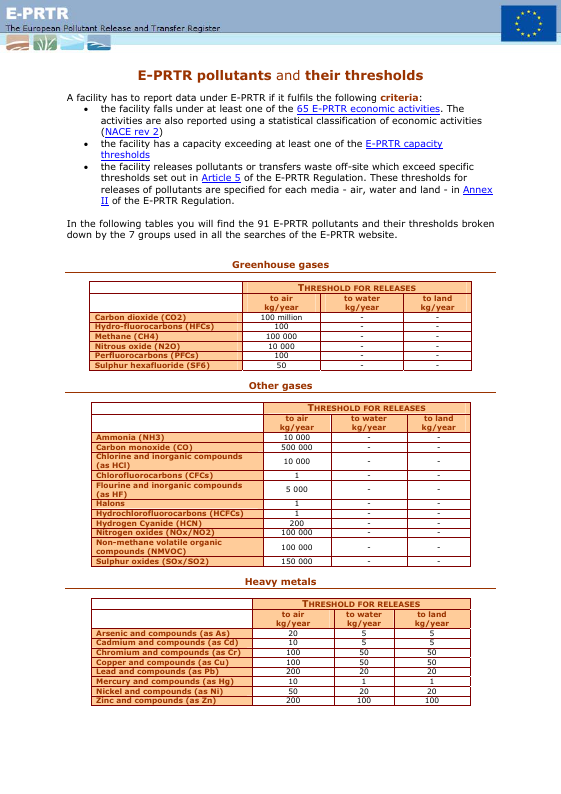 E-PRTR
The European Pollutant Release and Transfer Register
E-PRTR pollutants and their thresholds
A facility has to report data under E-PRTR if it fulfils the following criteria:
• the facility falls under at least one of the 65 E-PRTR economic activities. The
activities are also reported using a statistical classification of economic activities
(NACE rev 2)
• the facility has a capacity exceeding at least one of the E-PRTR capacity
thresholds
• the facility releases pollutants or transfers waste off-site which exceed specific
thresholds set out in Article 5 of the E-PRTR Regulation. These thresholds for
releases of pollutants are specified for each media - air, water and land - in Annex
II of the E-PRTR Regulation.
In the following tables you will find the 91 E-PRTR pollutants and their thresholds broken
down by the 7 groups used in all the searches of the E-PRTR website.
Greenhouse gases
THRESHOLD FOR RELEASES
to air to water to land
kg/year kg/year kg/year
Carbon dioxide (CO2) 100 million - -
Hydro-fluorocarbons (HFCs) 100 - -
Methane (CH4) 100 000 - -
Nitrous oxide (N2O) 10 000 - -
Perfluorocarbons (PFCs) 100 - -
Sulphur hexafluoride (SF6) 50 - -
Other gases
THRESHOLD FOR RELEASES
to air to water to land
kg/year kg/year kg/year
Ammonia (NH3) 10 000 - -
Carbon monoxide (CO) 500 000 - -
Chlorine and inorganic compounds
(as HCl) 10 000 - -
Chlorofluorocarbons (CFCs) 1 - -
Flourine and inorganic compounds
(as HF) 5 000 - -
Halons 1 - -
Hydrochlorofluorocarbons (HCFCs) 1 - -
Hydrogen Cyanide (HCN) 200 - -
Nitrogen oxides (NOx/NO2) 100 000 - -
Non-methane volatile organic
compounds (NMVOC) 100 000 - -
Sulphur oxides (SOx/SO2) 150 000 - -
Heavy metals
THRESHOLD FOR RELEASES
to air to water to land
kg/year kg/year kg/year
Arsenic and compounds (as As) 20 5 5
Cadmium and compounds (as Cd) 10 5 5
Chromium and compounds (as Cr) 100 50 50
Copper and compounds (as Cu) 100 50 50
Lead and compounds (as Pb) 200 20 20
Mercury and compounds (as Hg) 10 1 1
Nickel and compounds (as Ni) 50 20 20
Zinc and compounds (as Zn) 200 100 100